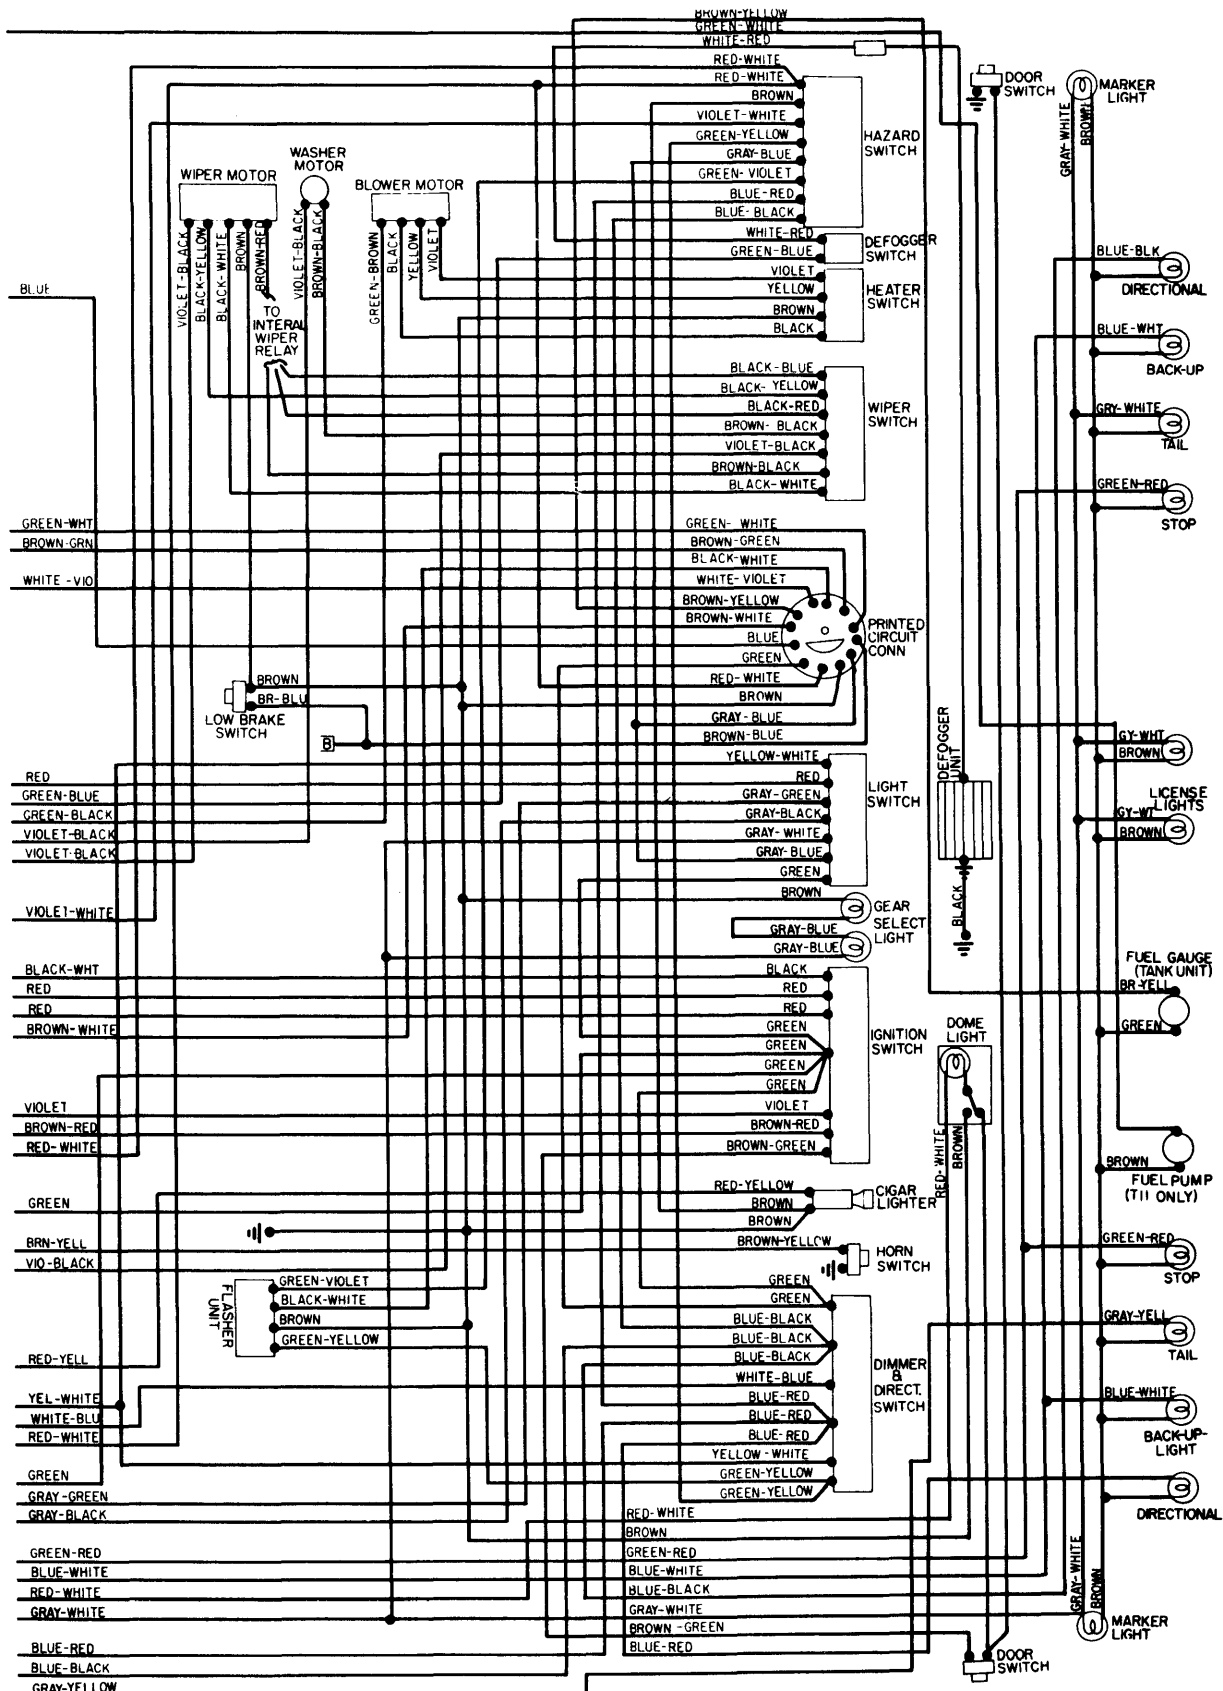 BROWN-YELLOW
GREEN-WHITE
WHITE-RED
RED-WHITE
RED-WHITE
BROWN
VIOLET-WHITE
GREEN-YELLOW
GRAY-BLUE
GREEN-VIOLET
BLUE-RED
BLUE-BLACK
HAZARD
SWITCH
DOOR
SWITCH
MARKER
LIGHT
GRAY-WHITE
BROWN
WIPER MOTOR
WASHER
MOTOR
BLOWER MOTOR
VIOLET-BLACK
BLACK-YELLOW
BLACK-WHITE
BROWN
BROWN-RED
VIOLET-BLACK
BROWN-BLACK
GREEN-BROWN
BLACK
YELLOW
VIOLET
TO
INTERAL
WIPER
RELAY
WHITE-RED
GREEN-BLUE
DEFOGGER
SWITCH
VIOLET
YELLOW
BROWN
BLACK
HEATER
SWITCH
BLUE-BLK
DIRECTIONAL
BLUE
BLUE-WHT
BACK-UP
BLACK-BLUE
BLACK- YELLOW
BLACK-RED
BROWN- BLACK
VIOLET-BLACK
BROWN-BLACK
BLACK-WHITE
WIPER
SWITCH
GRY-WHITE
TAIL
GREEN-RED
STOP
GREEN-WHT
BROWN-GRN
WHITE -VIO
GREEN- WHITE
BROWN-GREEN
BLACK-WHITE
WHITE-VIOLET
BROWN-YELLOW
BROWN-WHITE
BLUE
GREEN
RED-WHITE
BROWN
GRAY-BLUE
BROWN-BLUE
PRINTED
CIRCUIT
CONN
BROWN
BR-BLU
LOW BRAKE
SWITCH
B
DEFOGGER
UNIT
GY-WHT
BROWN
LICENSE
LIGHTS
GY-WT
BROWN
RED
GREEN-BLUE
GREEN-BLACK
VIOLET-BLACK
VIOLET-BLACK
YELLOW-WHITE
RED
GRAY-GREEN
GRAY-BLACK
GRAY-WHITE
GRAY-BLUE
GREEN
LIGHT
SWITCH
BROWN
GRAY-BLUE
GRAY-BLUE
GEAR
SELECT
LIGHT
BLACK
VIOLET-WHITE
FUEL GAUGE
(TANK UNIT)
BR-YELL
GREEN
BLACK-WHT
RED
RED
BROWN-WHITE
BLACK
RED
RED
GREEN
GREEN
GREEN
GREEN
VIOLET
BROWN-RED
BROWN-GREEN
IGNITION
SWITCH
DOME
LIGHT
RED-WHITE
BROWN
VIOLET
BROWN-RED
RED-WHITE
BROWN
FUEL PUMP
(T11 ONLY)
GREEN
RED-YELLOW
BROWN
BROWN
CIGAR
LIGHTER
BRN-YELL
VIO-BLACK
BROWN-YELLOW
HORN
SWITCH
GREEN-RED
STOP
FLASHER
UNIT
GREEN-VIOLET
BLACK-WHITE
BROWN
GREEN-YELLOW
GREEN
GREEN
BLUE-BLACK
BLUE-BLACK
BLUE-BLACK
WHITE-BLUE
BLUE-RED
BLUE-RED
BLUE-RED
YELLOW-WHITE
GREEN-YELLOW
GREEN-YELLOW
DIMMER
&
DIRECT.
SWITCH
GRAY-YELL
TAIL
RED-YELL
YEL-WHITE
WHITE-BLU
RED-WHITE
BLUE-WHITE
BACK-UP-
LIGHT
GREEN
GRAY-GREEN
GRAY-BLACK
DIRECTIONAL
RED-WHITE
BROWN
GREEN-RED
BLUE-WHITE
BLUE-BLACK
GRAY-WHITE
BROWN-GREEN
BLUE-RED
GREEN-RED
BLUE-WHITE
RED-WHITE
GRAY-WHITE
GRAY-WHITE
BROWN
MARKER
LIGHT
DOOR
SWITCH
BLUE-RED
BLUE-BLACK
GRAY-YELLOW